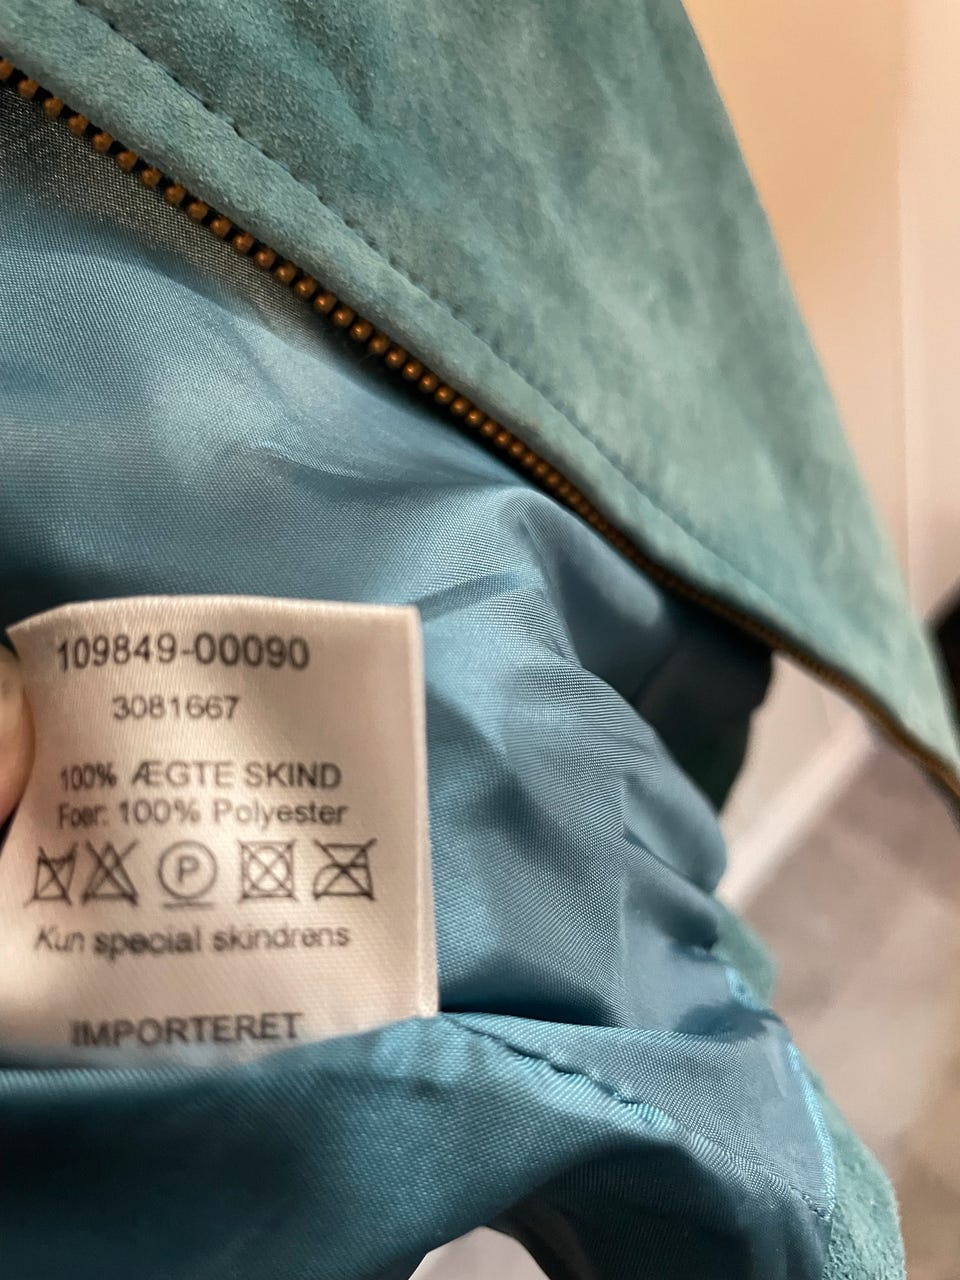 109849-00090
3081667
100% ÆGTE SKIND
Foer: 100% Polyester
P
Kun special skindrens
IMPORTERET